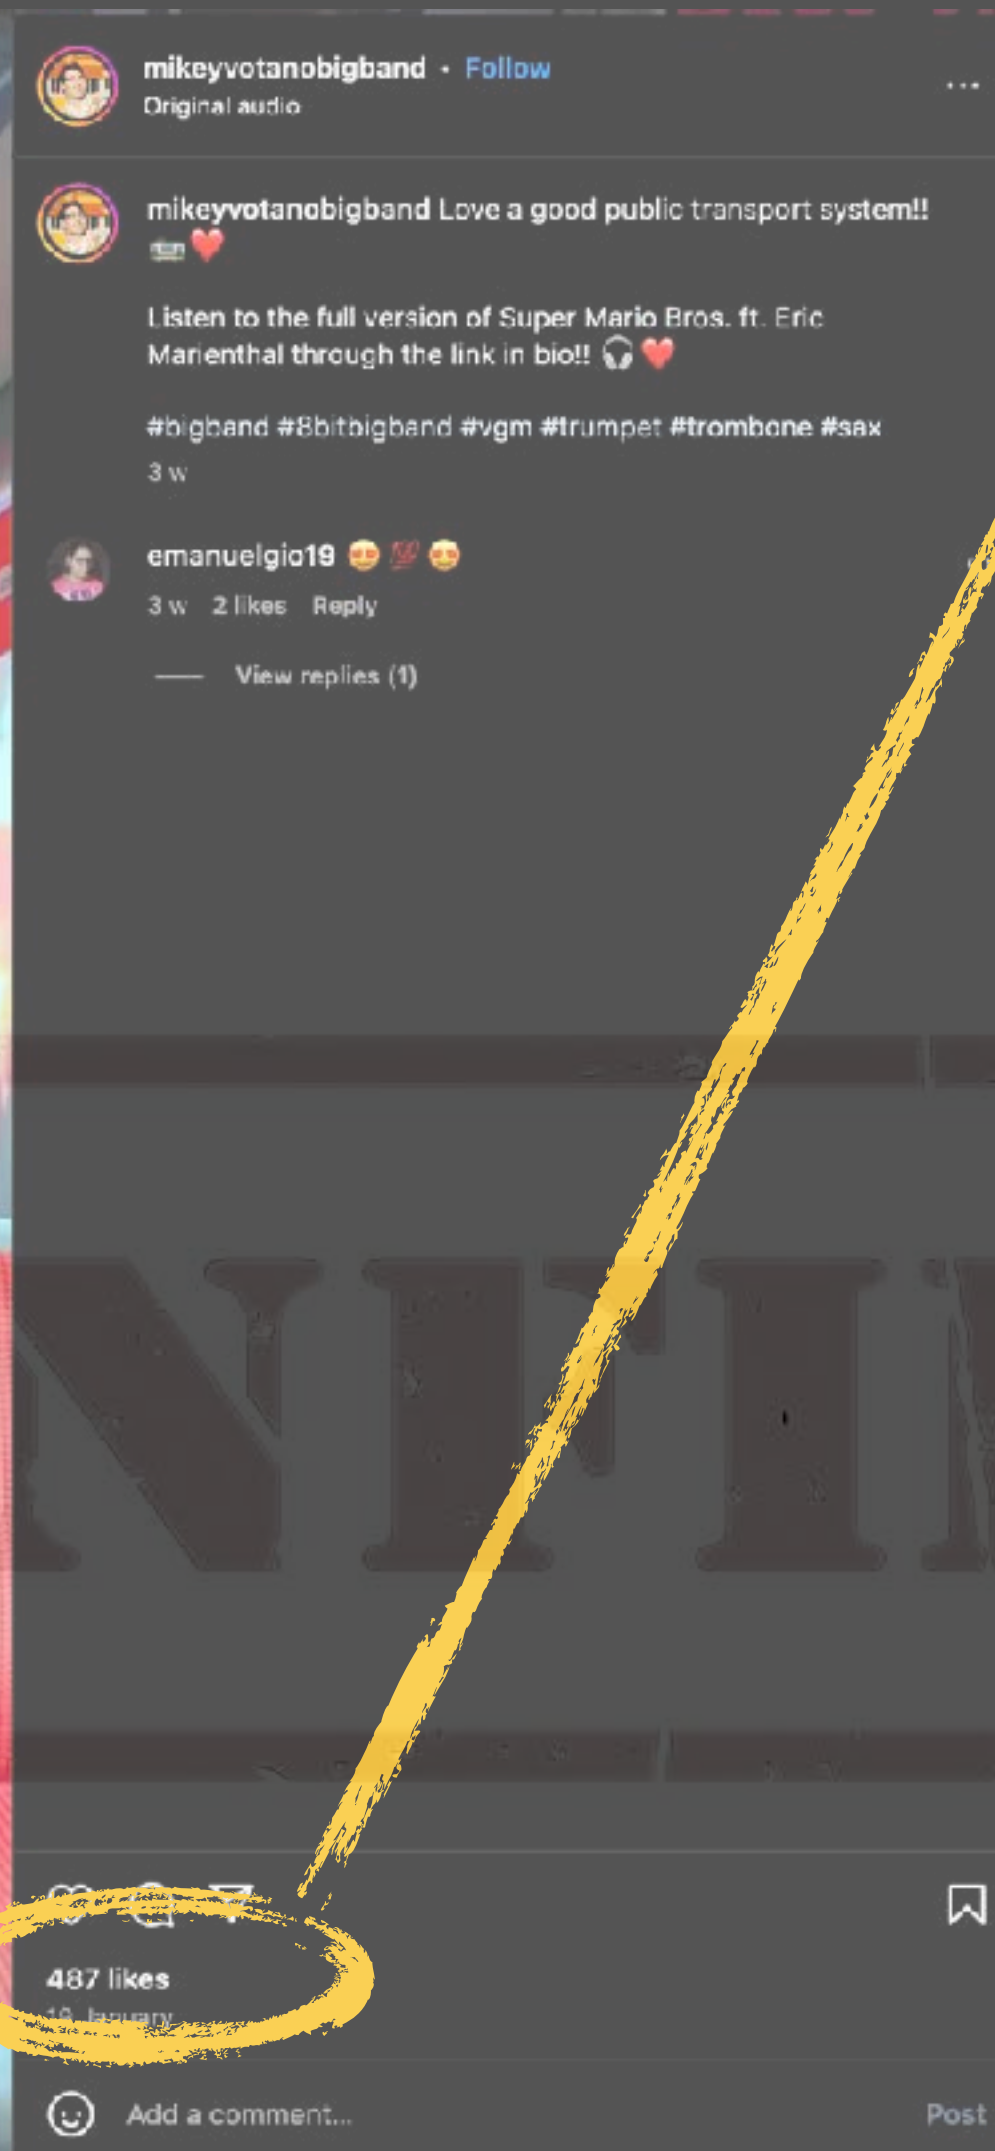 mikeyvotanobigband • Follow
Original audio
mikeyvotanobigband Love a good public transport system!!
🚃❤️
Listen to the full version of Super Mario Bros. ft. Eric
Marienthal through the link in bio!! 🎧❤️
#bigband #8bitbigband #vgm #trumpet #trombone #sax
3 w
emanuelgio19 😍💯😍
3 w 2 likes Reply
View replies (1)
NFI
487 likes
19 January
Add a comment...
Post